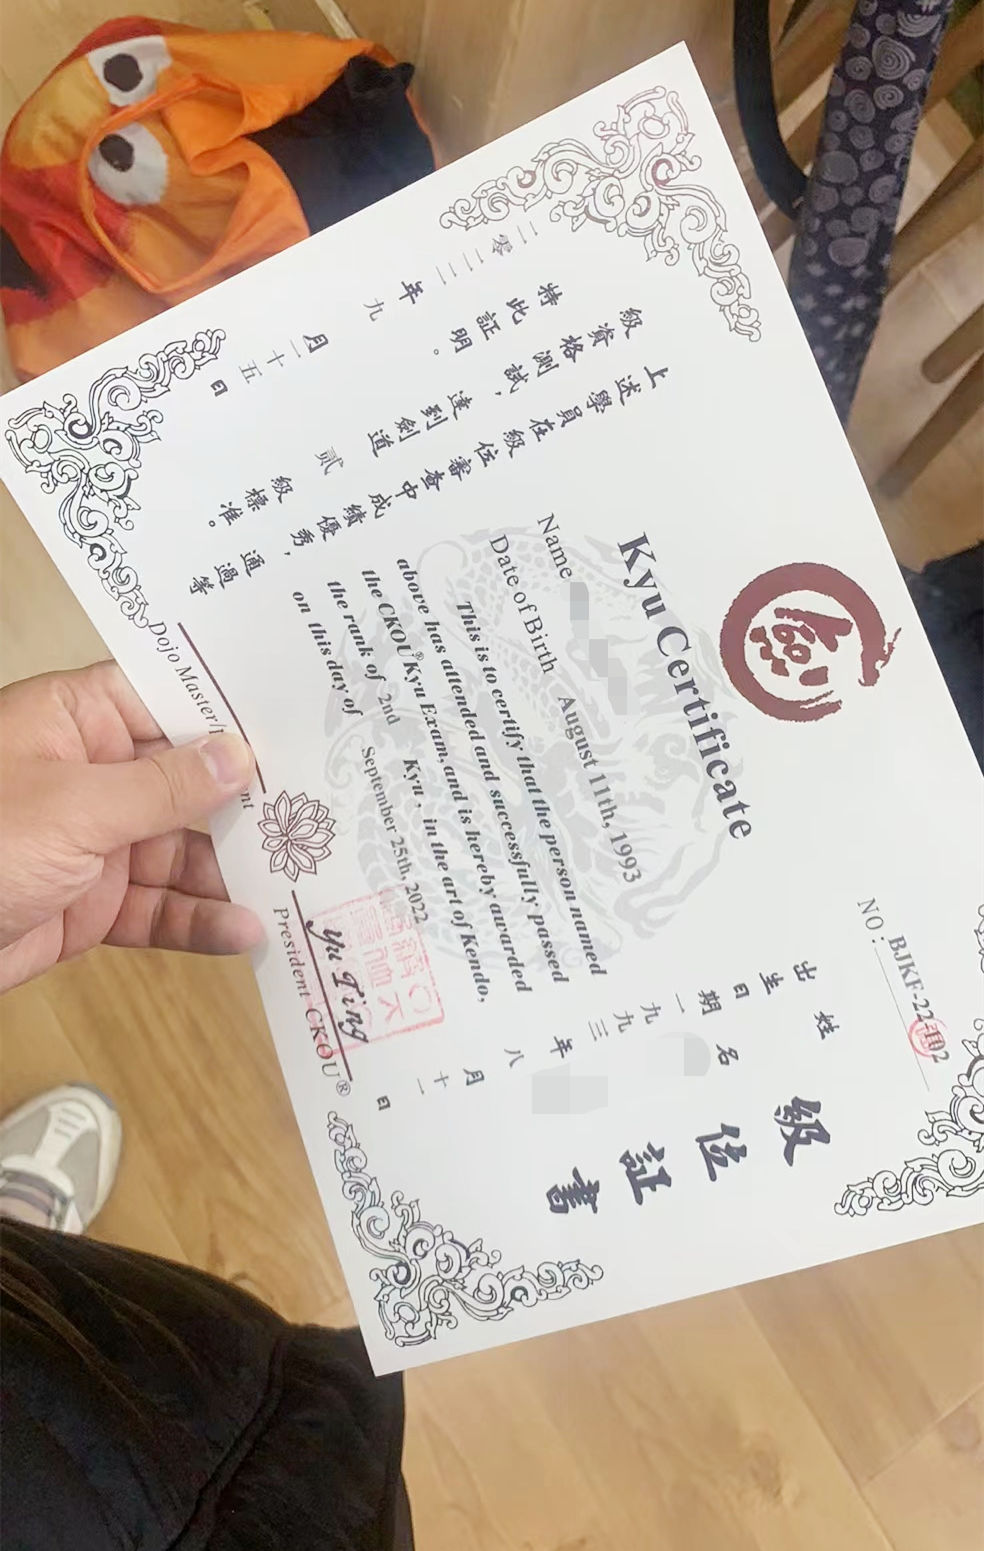 NO: BJKF-22-102
Kyu Certificate
Name
Date of Birth August 11th, 1993
This is to certify that the person named
above has attended and successfully passed
the CKOU® Kyu Exam, and is hereby awarded
the rank of 2nd Kyu, in the art of Kendo,
on this day of September 25th, 2022
Dojo Master/
Yu Ting
President CKOU®
級位証書
姓名
出生日期 一九九三年八月十一日
上述學員在級位審查中成績優秀，通過等
級資格測試，達到劍道貳級標准。
特此証明。
二零二二年九月二十五日